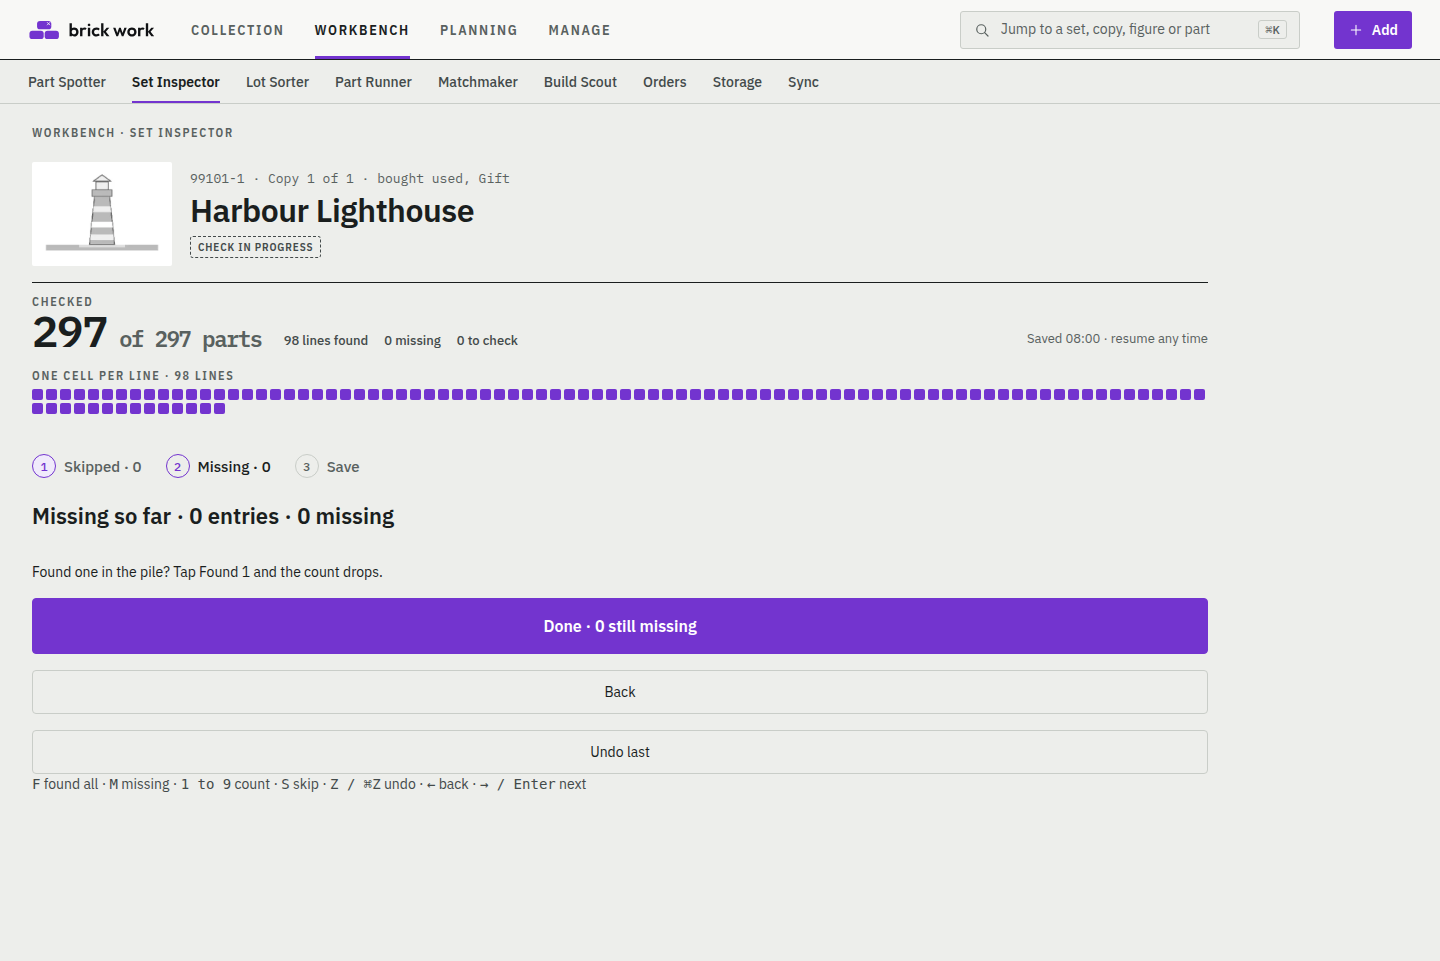 brick work
COLLECTION
WORKBENCH
PLANNING
MANAGE
Jump to a set, copy, figure or part
⌘K
+ Add
Part Spotter
Set Inspector
Lot Sorter
Part Runner
Matchmaker
Build Scout
Orders
Storage
Sync
WORKBENCH · SET INSPECTOR
99101-1 · Copy 1 of 1 · bought used, Gift
Harbour Lighthouse
CHECK IN PROGRESS
CHECKED
297 of 297 parts 98 lines found 0 missing 0 to check
Saved 08:00 · resume any time
ONE CELL PER LINE · 98 LINES
1 Skipped · 0 2 Missing · 0 3 Save
Missing so far · 0 entries · 0 missing
Found one in the pile? Tap Found 1 and the count drops.
Done · 0 still missing
Back
Undo last
F found all · M missing · 1 to 9 count · S skip · Z / ⌘Z undo · ← back · → / Enter next